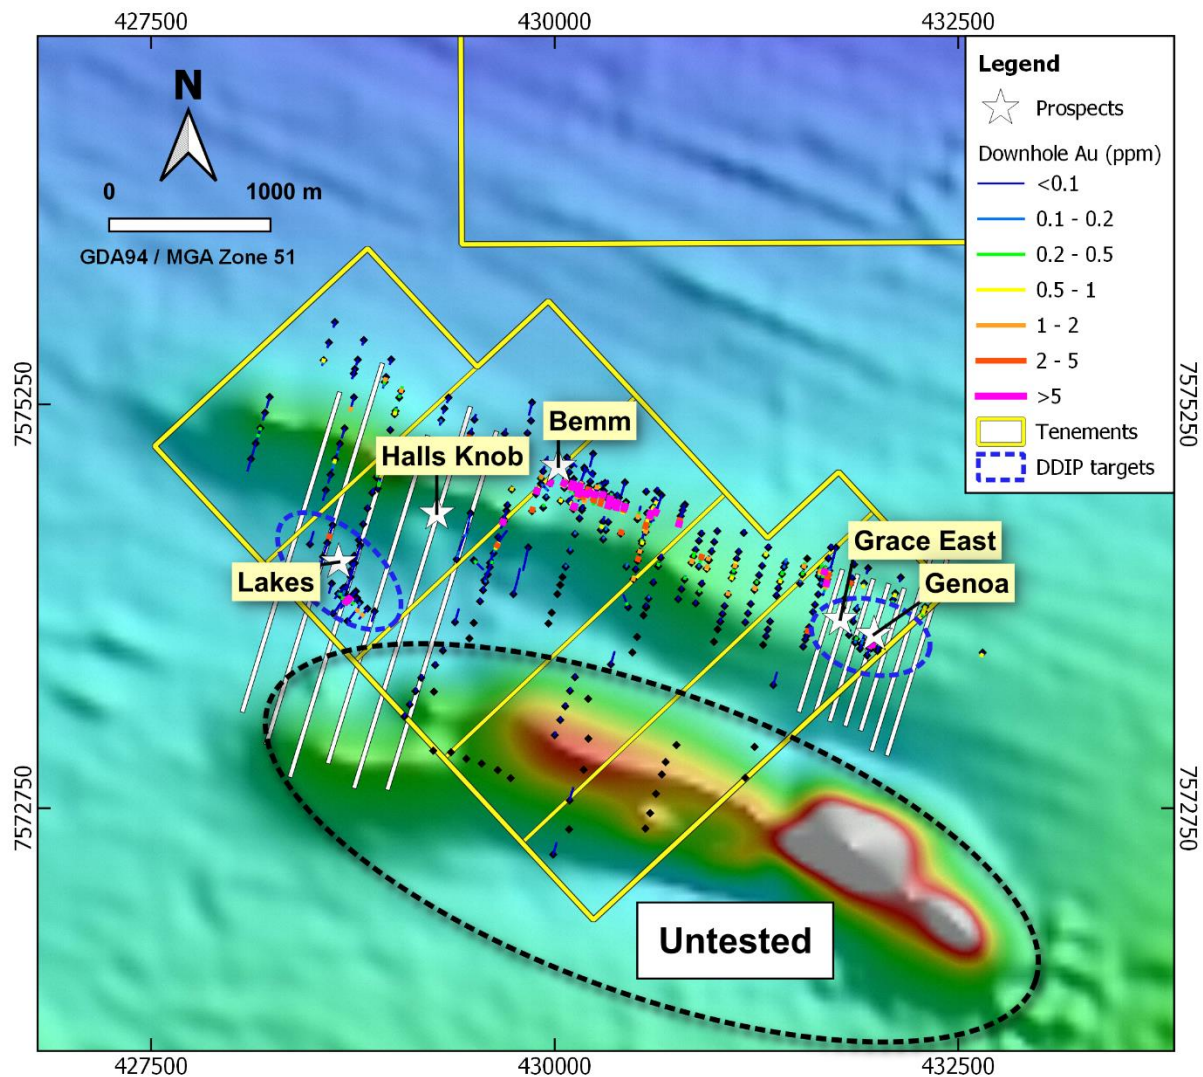 427500
430000
432500
N
0 1000 m
GDA94 / MGA Zone 51
Legend
Prospects
Downhole Au (ppm)
<0.1
0.1 - 0.2
0.2 - 0.5
0.5 - 1
1 - 2
2 - 5
>5
Tenements
DDIP targets
7575250
7575250
Bemm
Halls Knob
Grace East
Lakes
Genoa
7572750
7572750
Untested
427500
430000
432500